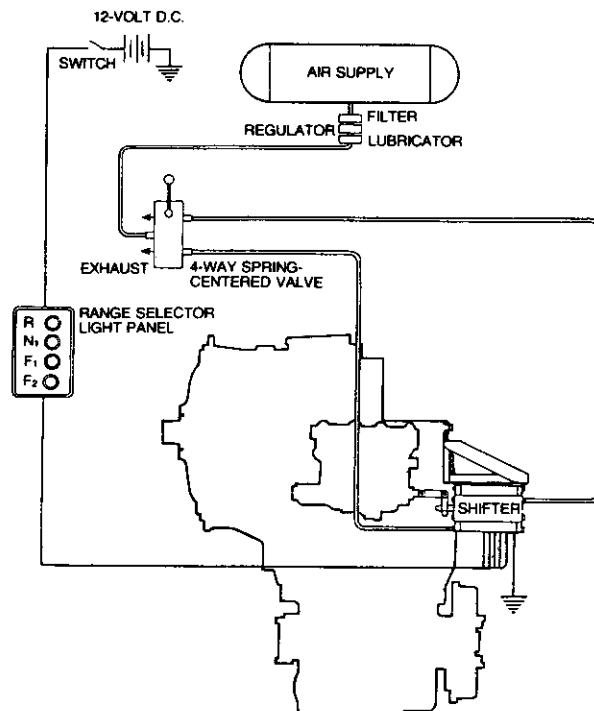 12-VOLT D.C.
SWITCH
AIR SUPPLY
FILTER
REGULATOR
LUBRICATOR
EXHAUST
4-WAY SPRING-
CENTERED VALVE
RANGE SELECTOR
LIGHT PANEL
R
N₁
F₁
F₂
SHIFTER